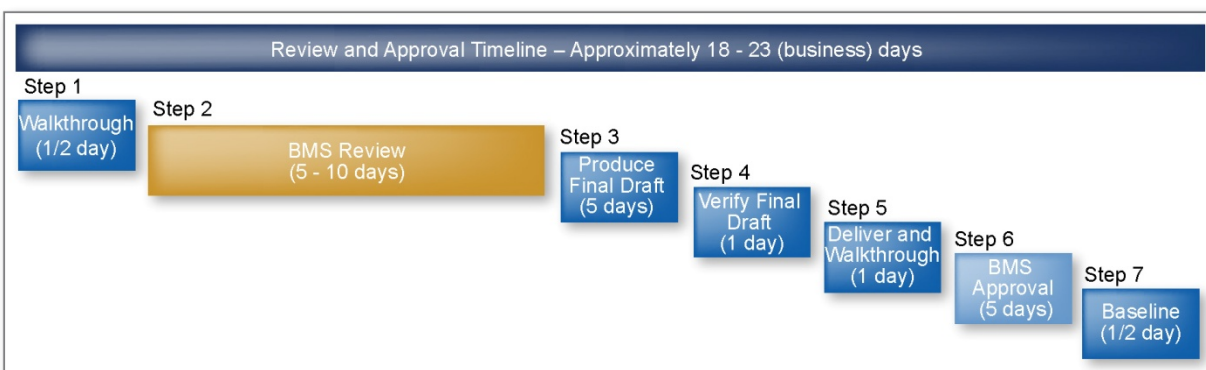 Review and Approval Timeline – Approximately 18 - 23 (business) days
Step 1
Walkthrough
(1/2 day)
Step 2
BMS Review
(5 - 10 days)
Step 3
Produce
Final Draft
(5 days)
Step 4
Verify Final
Draft
(1 day)
Step 5
Deliver and
Walkthrough
(1 day)
Step 6
BMS
Approval
(5 days)
Step 7
Baseline
(1/2 day)